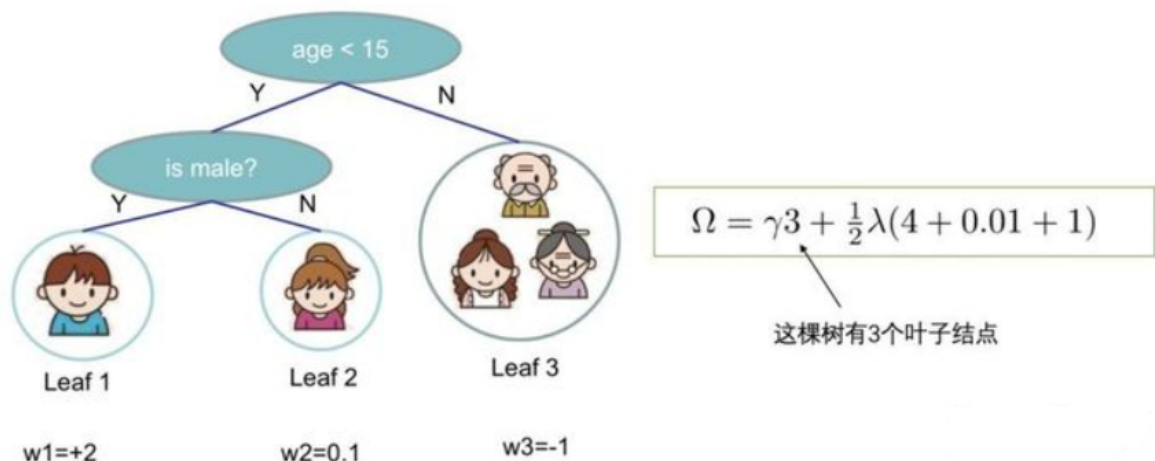 age < 15
Y
N
is male?
Y
N
Ω = γ3 + ½λ(4 + 0.01 + 1)
这棵树有3个叶子结点
Leaf 1
Leaf 2
Leaf 3
w1=+2
w2=0.1
w3=-1